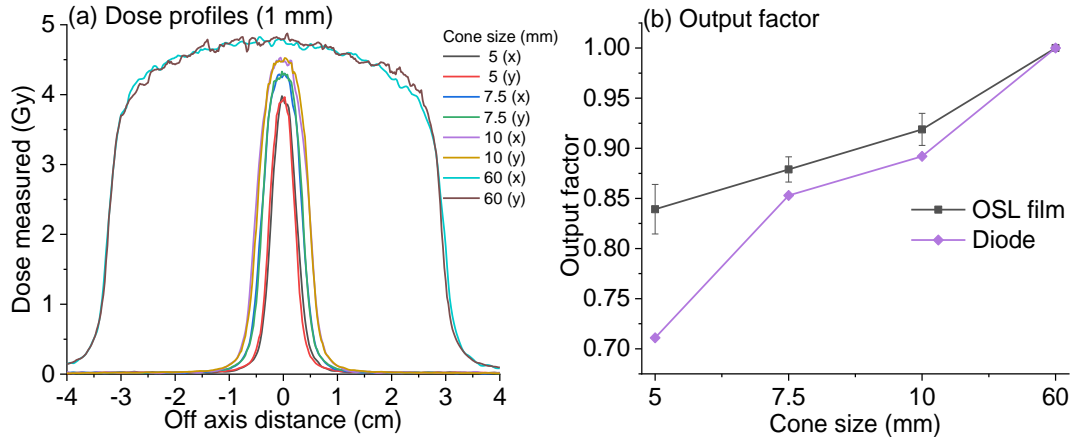 (a) Dose profiles (1 mm)
Dose measured (Gy)
5
4
3
2
1
0
-4 -3 -2 -1 0 1 2 3 4
Off axis distance (cm)
Cone size (mm)
5 (x)
5 (y)
7.5 (x)
7.5 (y)
10 (x)
10 (y)
60 (x)
60 (y)
(b) Output factor
Output factor
1.00
0.95
0.90
0.85
0.80
0.75
0.70
5 7.5 10 60
Cone size (mm)
OSL film
Diode